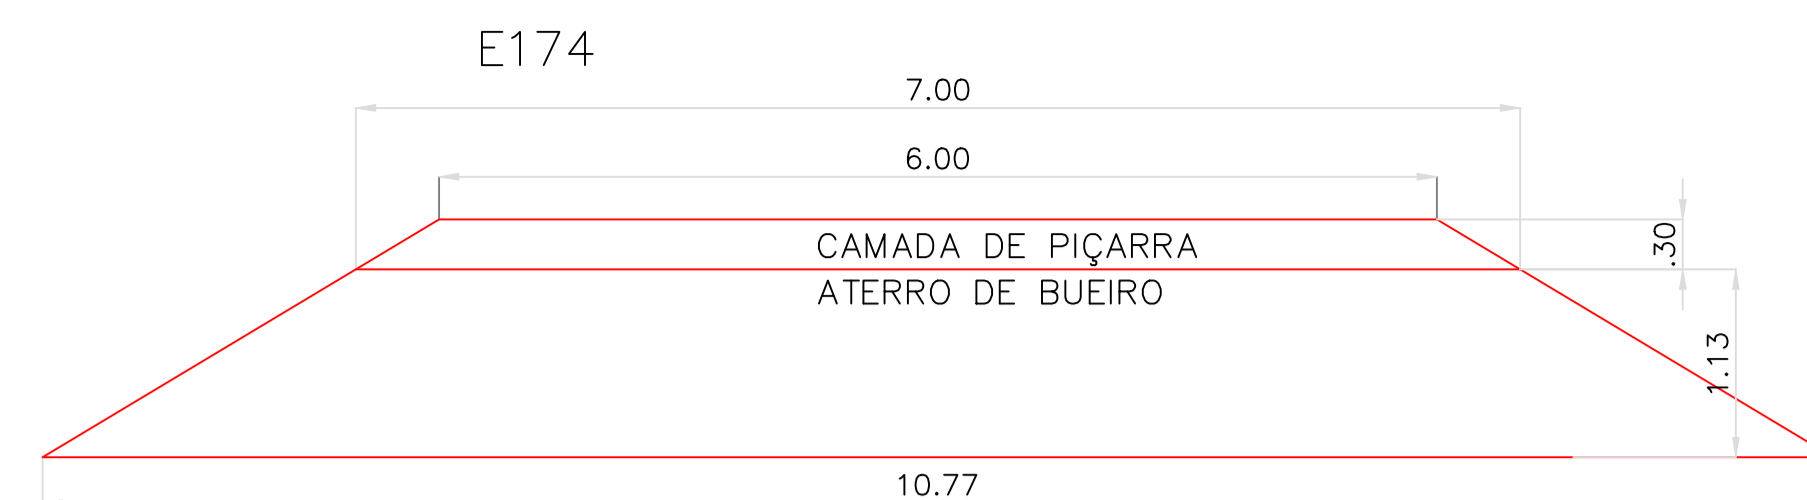 E174
7.00
6.00
CAMADA DE PIÇARRA
.30
ATERRO DE BUEIRO
1.13
10.77